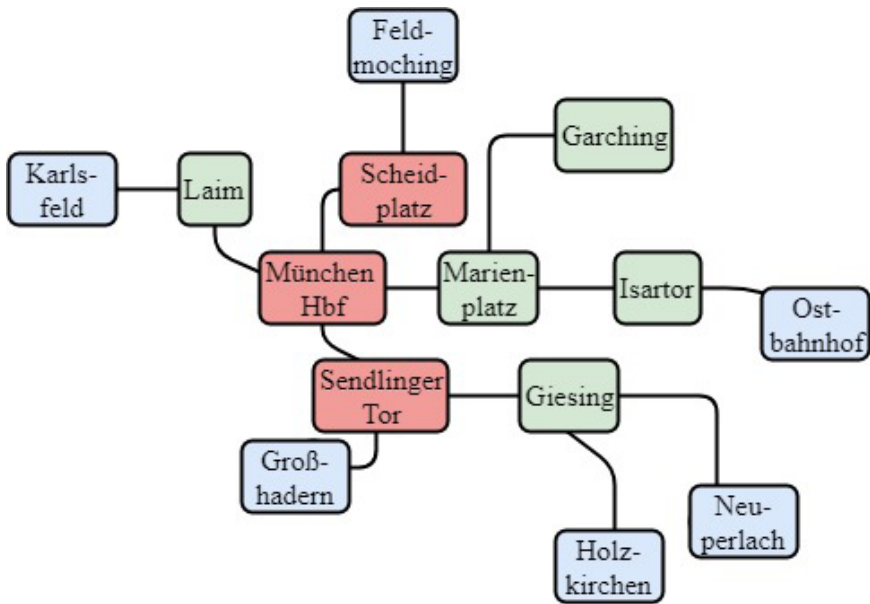 Feld-
moching
Garching
Karls-
feld
Laim
Scheid-
platz
München
Hbf
Marien-
platz
Isartor
Ost-
bahnhof
Sendlinger
Tor
Giesing
Groß-
hadern
Neu-
perlach
Holz-
kirchen